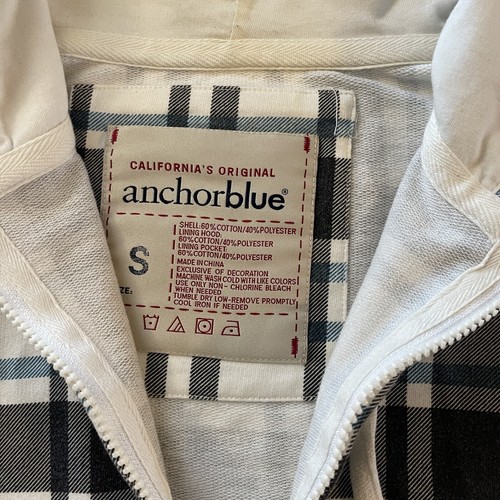 CALIFORNIA'S ORIGINAL
anchorblue®
SHELL:60%COTTON/40%POLYESTER
LINING HOOD:
60%COTTON/40%POLYESTER
LINING POCKET:
60%COTTON/40%POLYESTER
MADE IN CHINA
EXCLUSIVE OF DECORATION
MACHINE WASH COLD WITH LIKE COLORS
USE ONLY NON-CHLORINE BLEACH
WHEN NEEDED
TUMBLE DRY LOW-REMOVE PROMPTLY
COOL IRON IF NEEDED
S
ZE: